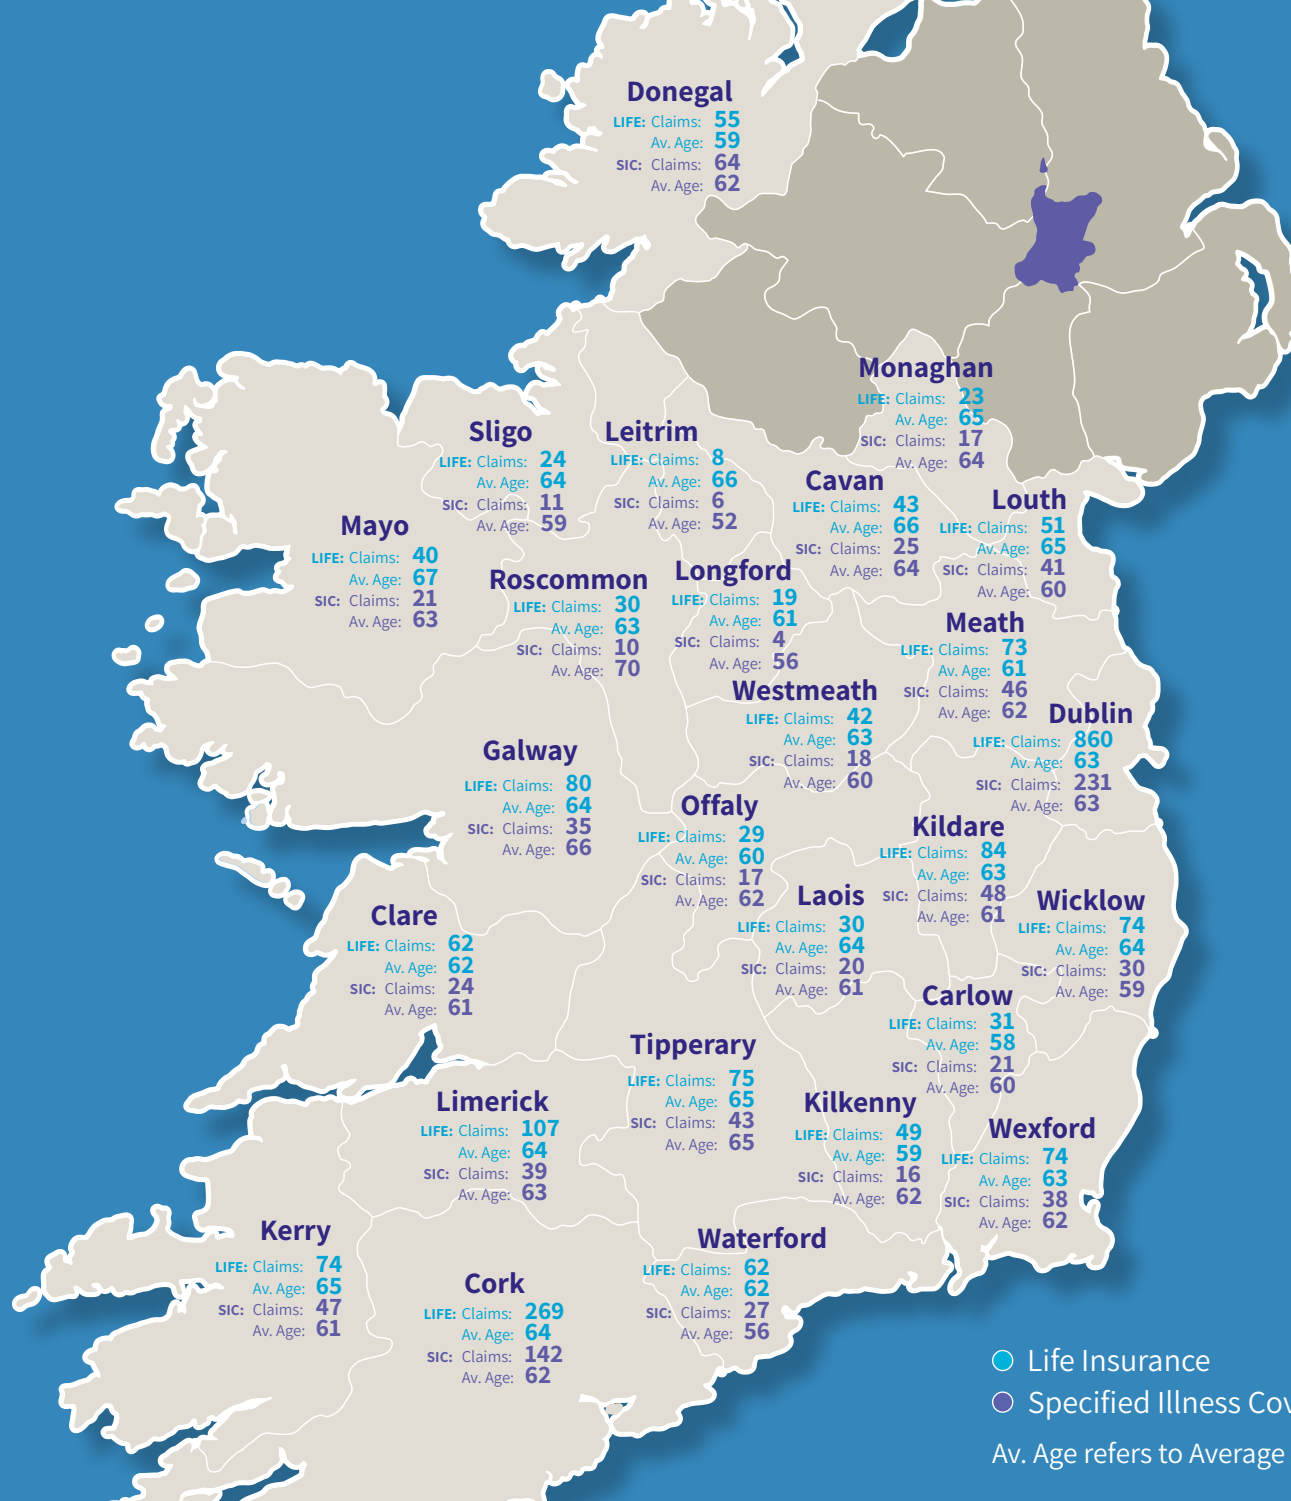 Donegal
LIFE: Claims: 55
Av. Age: 59
SIC: Claims: 64
Av. Age: 62
Monaghan
LIFE: Claims: 23
Av. Age: 65
SIC: Claims: 17
Av. Age: 64
Sligo
LIFE: Claims: 24
Av. Age: 64
SIC: Claims: 11
Av. Age: 59
Leitrim
LIFE: Claims: 8
Av. Age: 66
SIC: Claims: 6
Av. Age: 52
Cavan
LIFE: Claims: 43
Av. Age: 66
SIC: Claims: 25
Av. Age: 64
Louth
LIFE: Claims: 51
Av. Age: 65
SIC: Claims: 41
Av. Age: 60
Mayo
LIFE: Claims: 40
Av. Age: 67
SIC: Claims: 21
Av. Age: 63
Roscommon
LIFE: Claims: 30
Av. Age: 63
SIC: Claims: 10
Av. Age: 70
Longford
LIFE: Claims: 19
Av. Age: 61
SIC: Claims: 4
Av. Age: 56
Meath
LIFE: Claims: 73
Av. Age: 61
SIC: Claims: 46
Av. Age: 62
Westmeath
LIFE: Claims: 42
Av. Age: 63
SIC: Claims: 18
Av. Age: 60
Dublin
LIFE: Claims: 860
Av. Age: 63
SIC: Claims: 231
Av. Age: 63
Galway
LIFE: Claims: 80
Av. Age: 64
SIC: Claims: 35
Av. Age: 66
Offaly
LIFE: Claims: 29
Av. Age: 60
SIC: Claims: 17
Av. Age: 62
Kildare
LIFE: Claims: 84
Av. Age: 63
SIC: Claims: 48
Av. Age: 61
Laois
LIFE: Claims: 30
Av. Age: 64
SIC: Claims: 20
Av. Age: 61
Wicklow
LIFE: Claims: 74
Av. Age: 64
SIC: Claims: 30
Av. Age: 59
Clare
LIFE: Claims: 62
Av. Age: 62
SIC: Claims: 24
Av. Age: 61
Carlow
LIFE: Claims: 31
Av. Age: 58
SIC: Claims: 21
Av. Age: 60
Tipperary
LIFE: Claims: 75
Av. Age: 65
SIC: Claims: 43
Av. Age: 65
Limerick
LIFE: Claims: 107
Av. Age: 64
SIC: Claims: 39
Av. Age: 63
Kilkenny
LIFE: Claims: 49
Av. Age: 59
SIC: Claims: 16
Av. Age: 62
Wexford
LIFE: Claims: 74
Av. Age: 63
SIC: Claims: 38
Av. Age: 62
Kerry
LIFE: Claims: 74
Av. Age: 65
SIC: Claims: 47
Av. Age: 61
Cork
LIFE: Claims: 269
Av. Age: 64
SIC: Claims: 142
Av. Age: 62
Waterford
LIFE: Claims: 62
Av. Age: 62
SIC: Claims: 27
Av. Age: 56
Life Insurance
Specified Illness Cov
Av. Age refers to Average